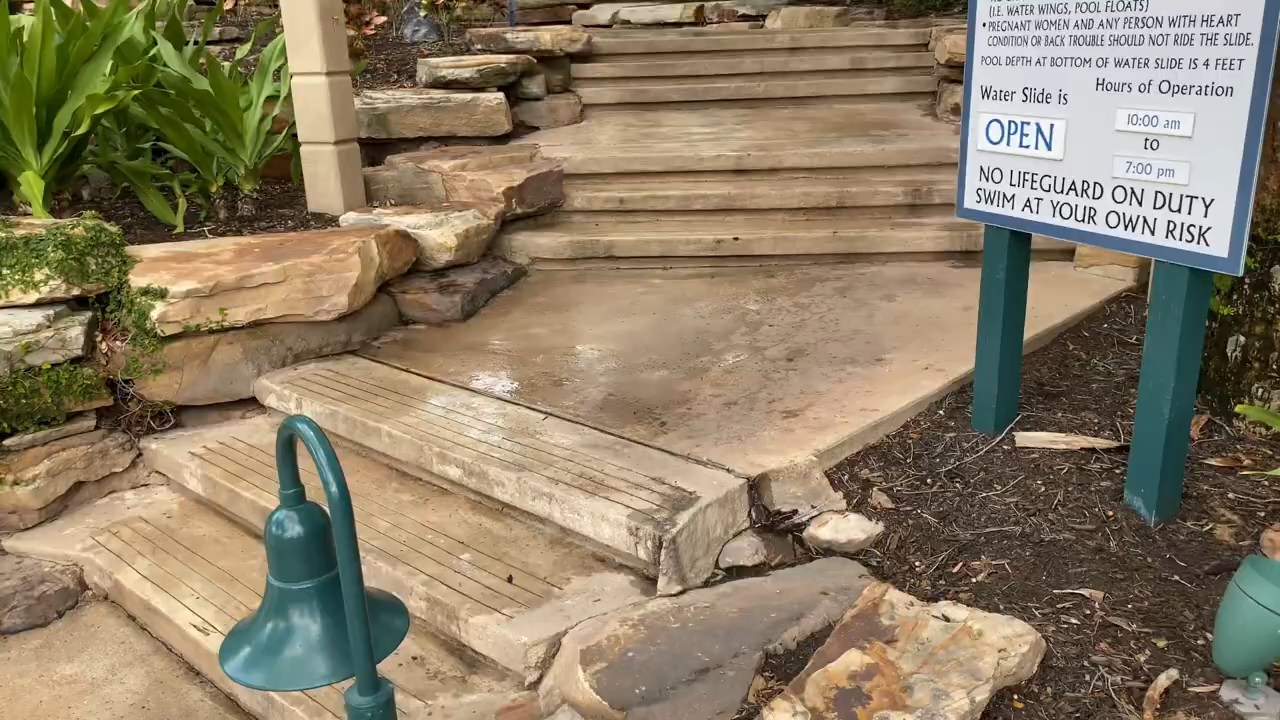 (I.E. WATER WINGS, POOL FLOATS)
• PREGNANT WOMEN AND ANY PERSON WITH HEART
CONDITION OR BACK TROUBLE SHOULD NOT RIDE THE SLIDE.
POOL DEPTH AT BOTTOM OF WATER SLIDE IS 4 FEET
Water Slide is
OPEN
Hours of Operation
10:00 am
to
7:00 pm
NO LIFEGUARD ON DUTY
SWIM AT YOUR OWN RISK